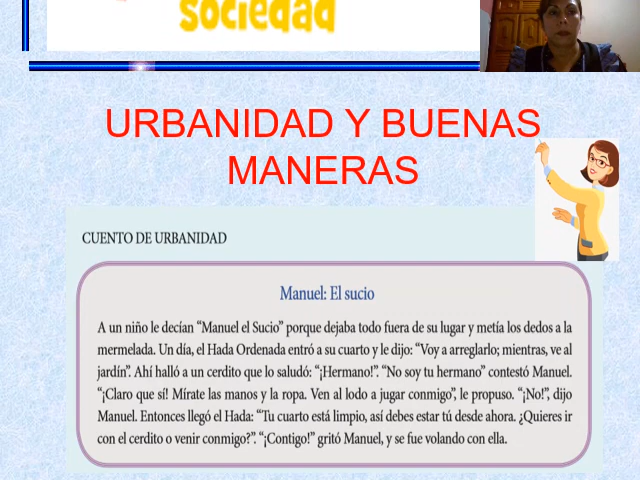 sociedad
URBANIDAD Y BUENAS
MANERAS
CUENTO DE URBANIDAD
Manuel: El sucio
A un niño le decían “Manuel el Sucio” porque dejaba todo fuera de su lugar y metía los dedos a la
mermelada. Un día, el Hada Ordenada entró a su cuarto y le dijo: “Voy a arreglarlo; mientras, ve al
jardín”. Ahí halló a un cerdito que lo saludó: “¡Hermano!”. “No soy tu hermano” contestó Manuel.
“¡Claro que sí! Mírate las manos y la ropa. Ven al lodo a jugar conmigo”, le propuso. “¡No!”, dijo
Manuel. Entonces llegó el Hada: “Tu cuarto está limpio, así debes estar tú desde ahora. ¿Quieres ir
con el cerdito o venir conmigo?”. “¡Contigo!” gritó Manuel, y se fue volando con ella.